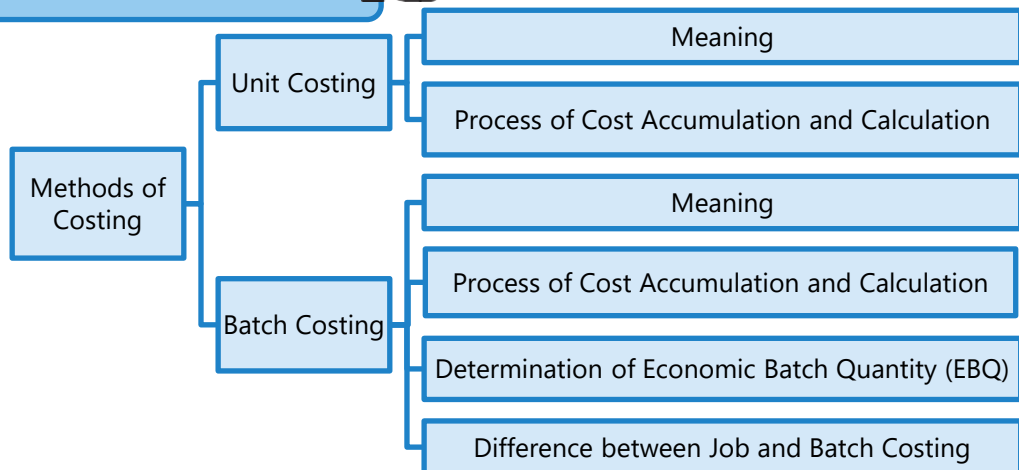 Methods of
Costing
Unit Costing
Meaning
Process of Cost Accumulation and Calculation
Batch Costing
Meaning
Process of Cost Accumulation and Calculation
Determination of Economic Batch Quantity (EBQ)
Difference between Job and Batch Costing